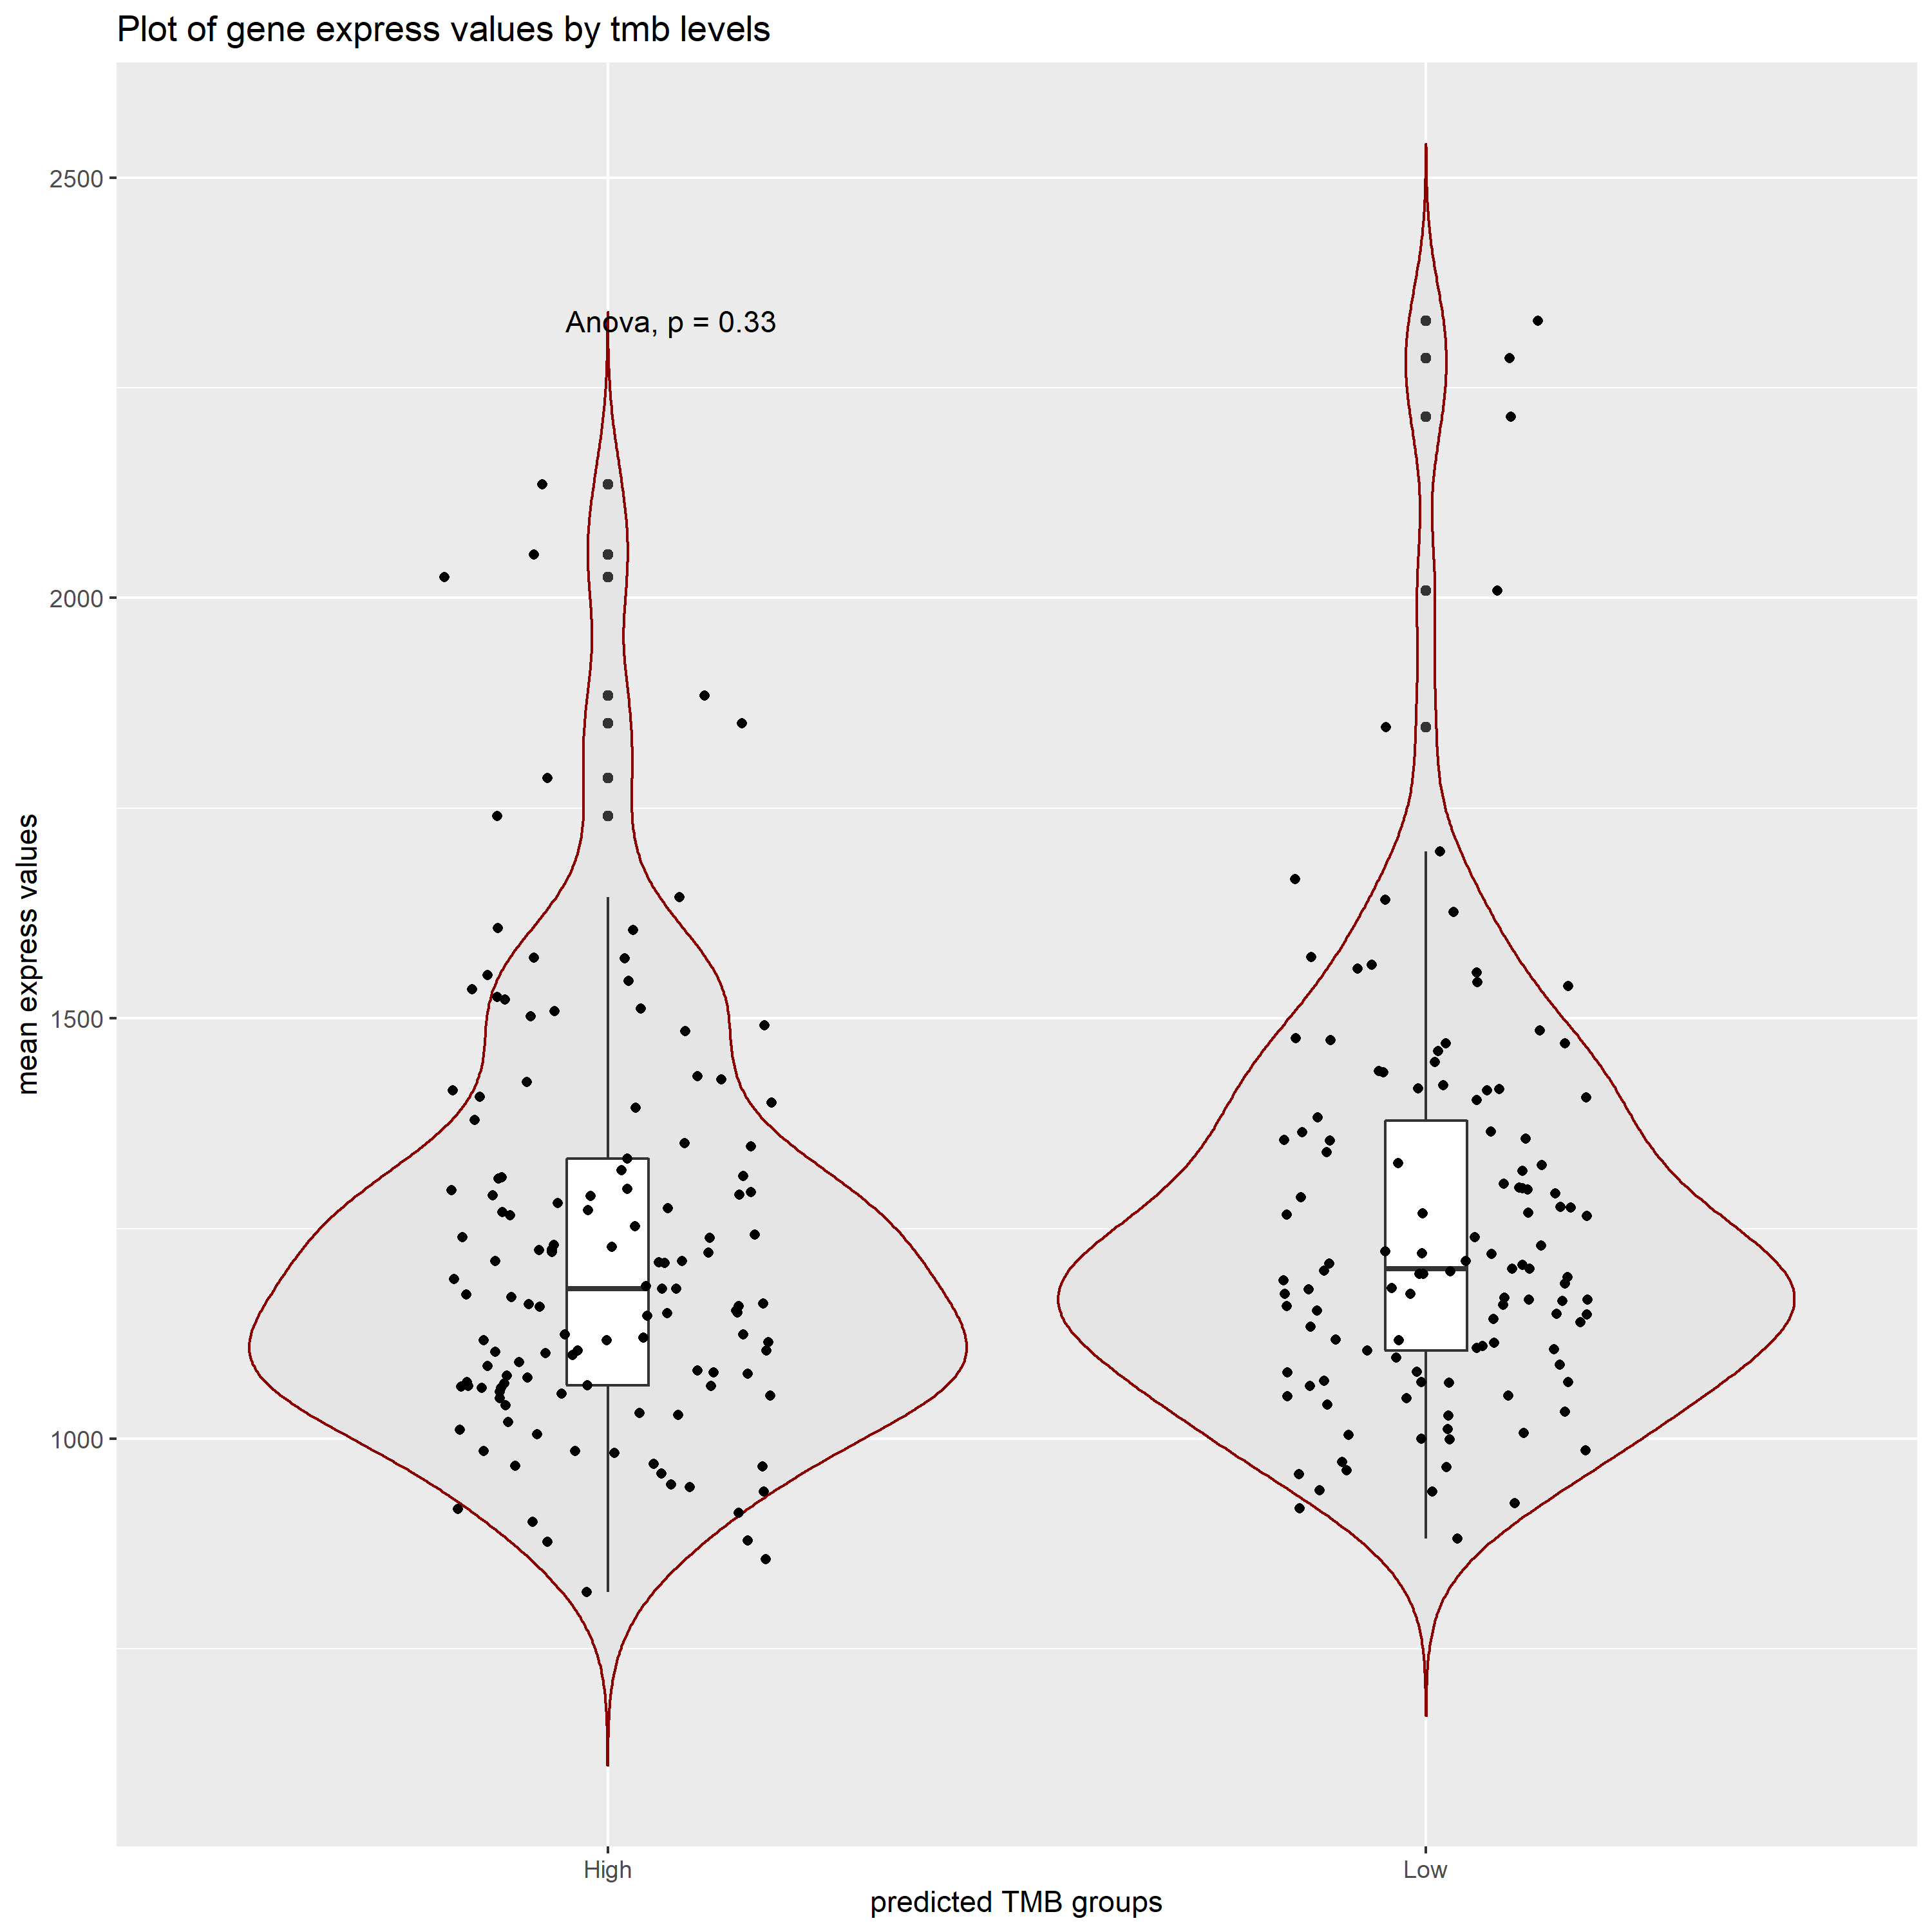 Plot of gene express values by tmb levels
2500
Anova, p = 0.33
2000
mean express values
1500
1000
High
Low
predicted TMB groups